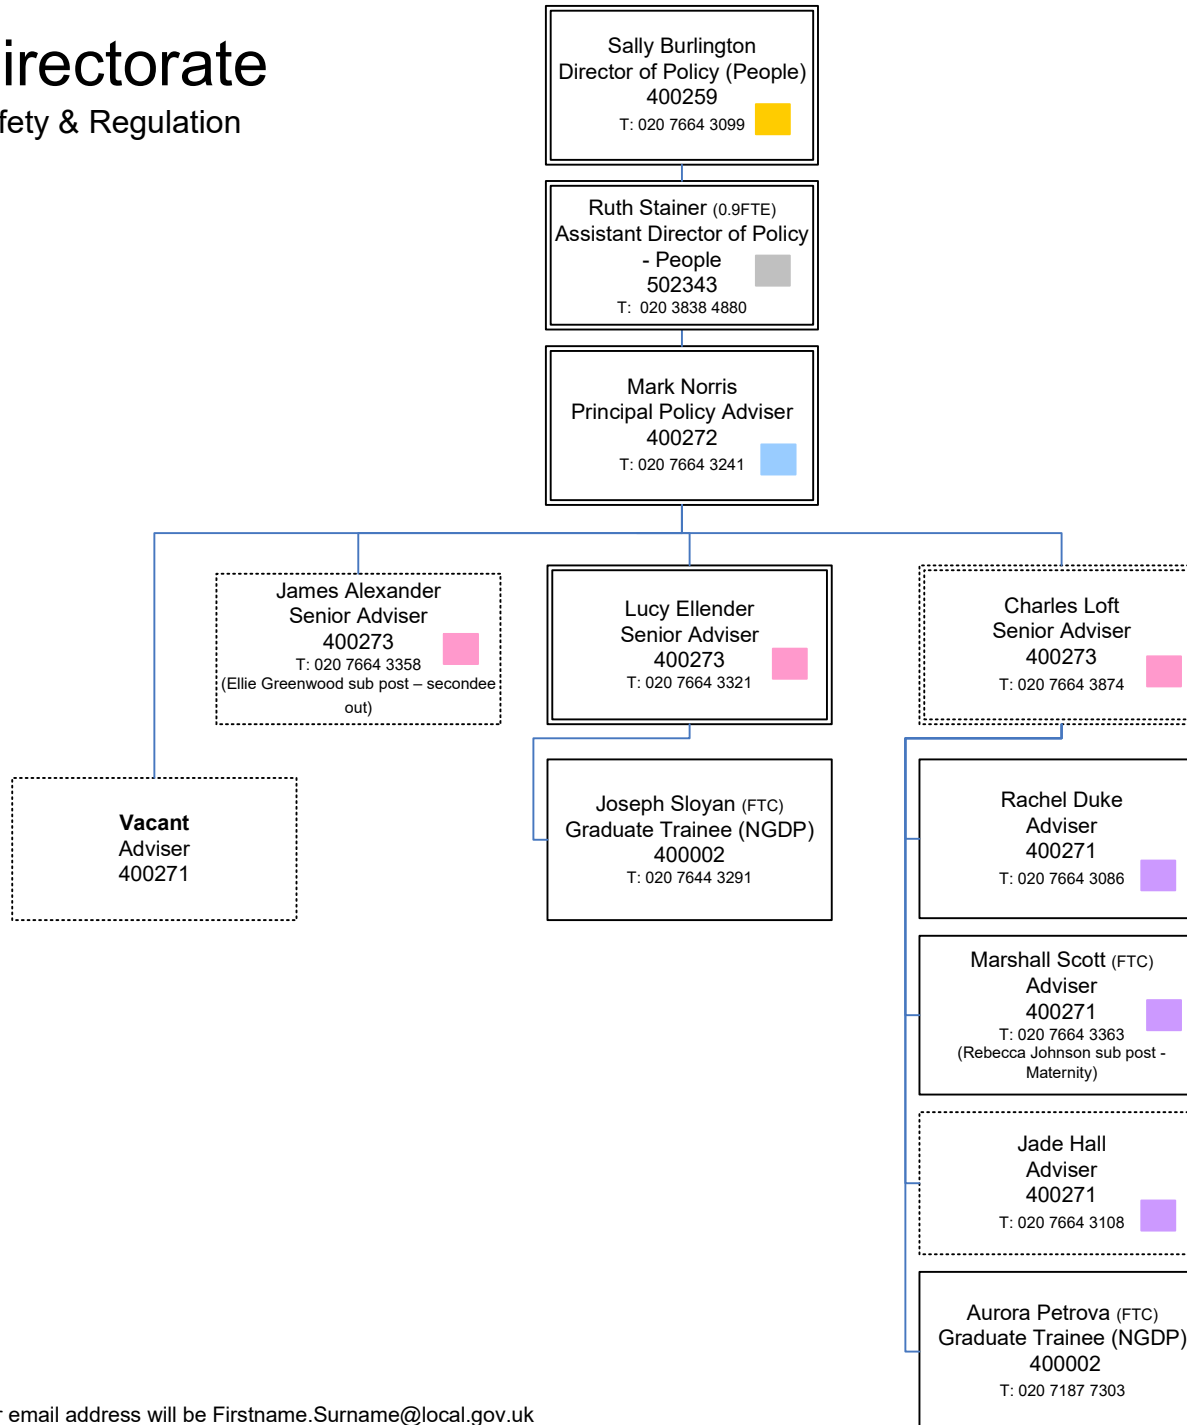 irectorate
fety & Regulation
Sally Burlington
Director of Policy (People)
400259
T: 020 7664 3099
Ruth Stainer (0.9FTE)
Assistant Director of Policy
- People
502343
T:  020 3838 4880
Mark Norris
Principal Policy Adviser
400272
T: 020 7664 3241
James Alexander
Senior Adviser
400273
T: 020 7664 3358
(Ellie Greenwood sub post – secondee
out)
Lucy Ellender
Senior Adviser
400273
T: 020 7664 3321
Charles Loft
Senior Adviser
400273
T: 020 7664 3874
Vacant
Adviser
400271
Joseph Sloyan (FTC)
Graduate Trainee (NGDP)
400002
T: 020 7644 3291
Rachel Duke
Adviser
400271
T: 020 7664 3086
Marshall Scott (FTC)
Adviser
400271
T: 020 7664 3363
(Rebecca Johnson sub post -
Maternity)
Jade Hall
Adviser
400271
T: 020 7664 3108
Aurora Petrova (FTC)
Graduate Trainee (NGDP)
400002
T: 020 7187 7303
r email address will be Firstname.Surname@local.gov.uk